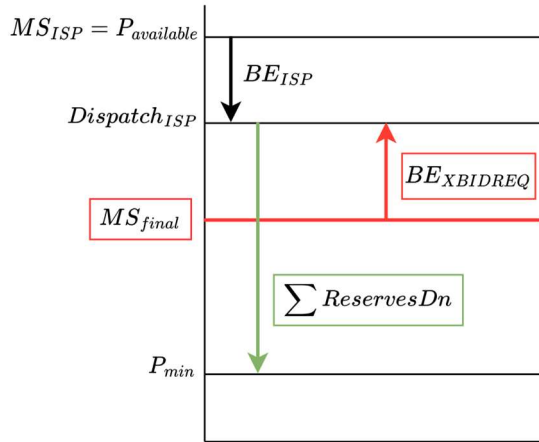 MS_ISP = P_available
BE_ISP
Dispatch_ISP
BE_XBIDREQ
MS_final
∑ ReservesDn
P_min